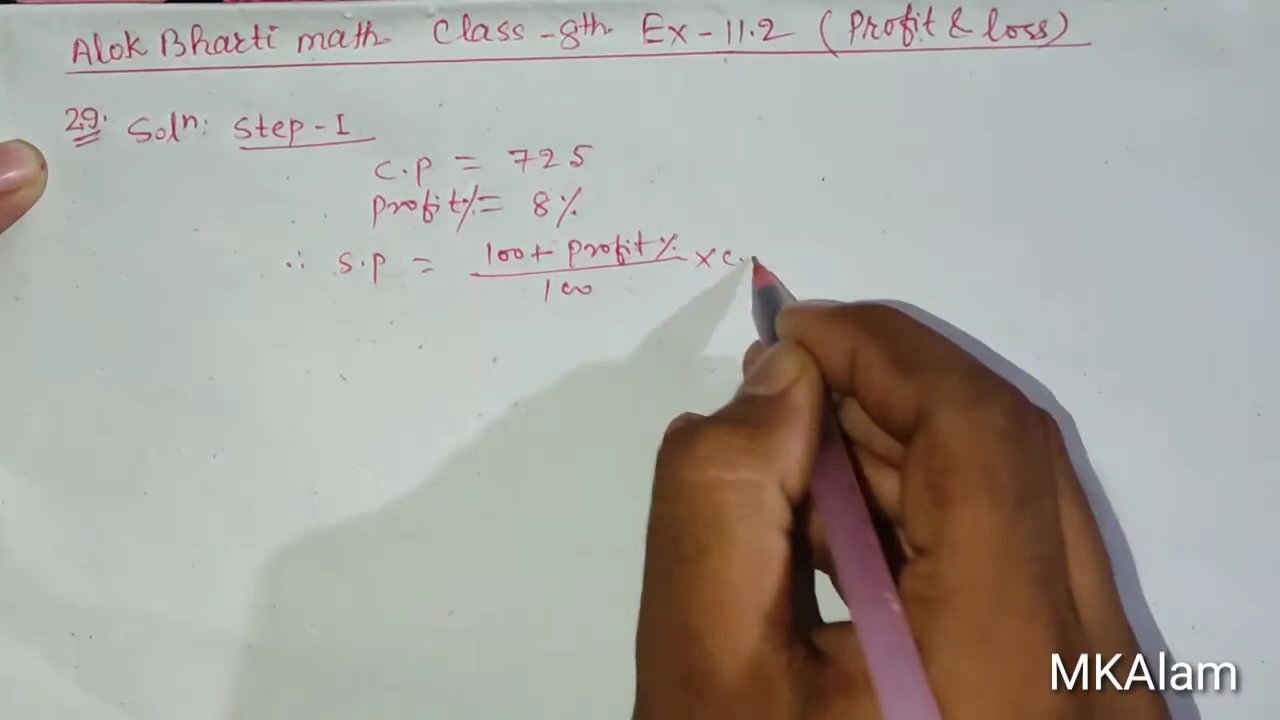 Alok Bharti math Class -8th Ex - 11.2 (Profit & loss)
29. Solⁿ: Step - I
C.P = 725
Profit% = 8%
∴ S.P = 100 + Profit% / 100 × C.
MKAlam